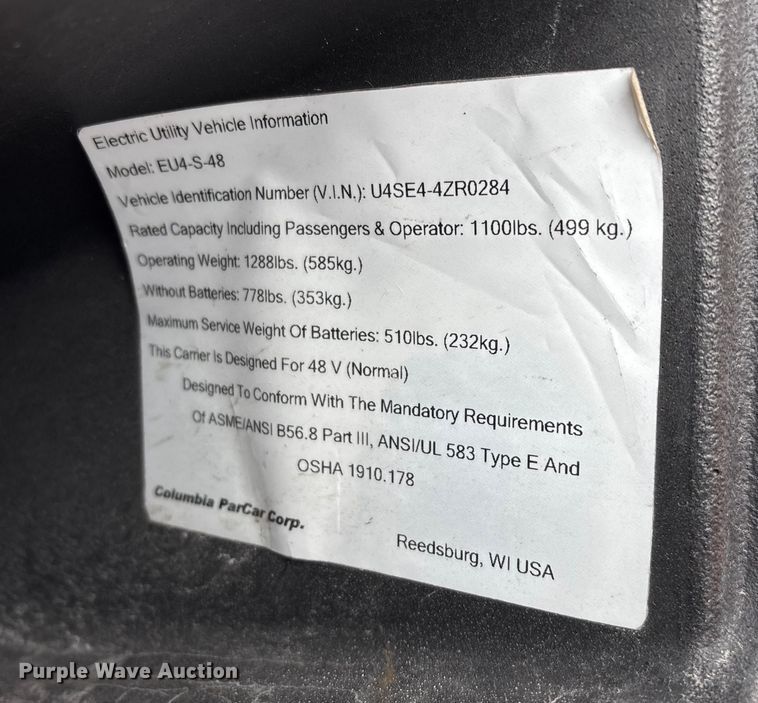 Electric Utility Vehicle Information
Model: EU4-S-48
Vehicle Identification Number (V.I.N.): U4SE4-4ZR0284
Rated Capacity Including Passengers & Operator: 1100lbs. (499 kg.)
Operating Weight: 1288lbs. (585kg.)
Without Batteries: 778lbs. (353kg.)
Maximum Service Weight Of Batteries: 510lbs. (232kg.)
This Carrier Is Designed For 48 V (Normal)
Designed To Conform With The Mandatory Requirements
Of ASME/ANSI B56.8 Part III, ANSI/UL 583 Type E And
OSHA 1910.178
Columbia ParCar Corp.
Reedsburg, WI USA
Purple Wave Auction